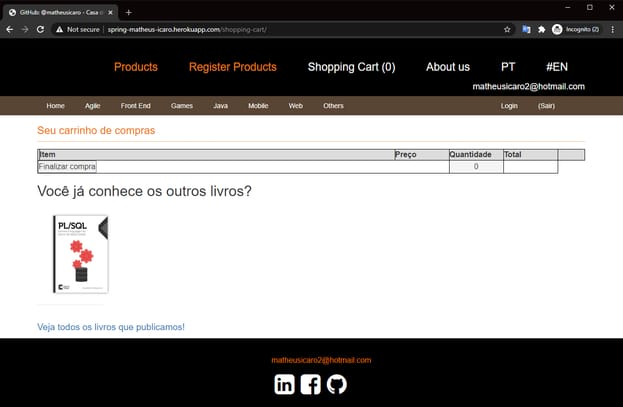 GitHub: @matheusicaro - Casa d
Not secure | spring-matheus-icaro.herokuapp.com/shopping-cart/
Incognito (2)
Products Register Products Shopping Cart (0) About us PT #EN
matheusicaro2@hotmail.com
Home Agile Front End Games Java Mobile Web Others Login (Sair)
Seu carrinho de compras
Item Preço Quantidade Total
Finalizar compra 0
Você já conhece os outros livros?
PL/SQL
Veja todos os livros que publicamos!
matheusicaro2@hotmail.com
in